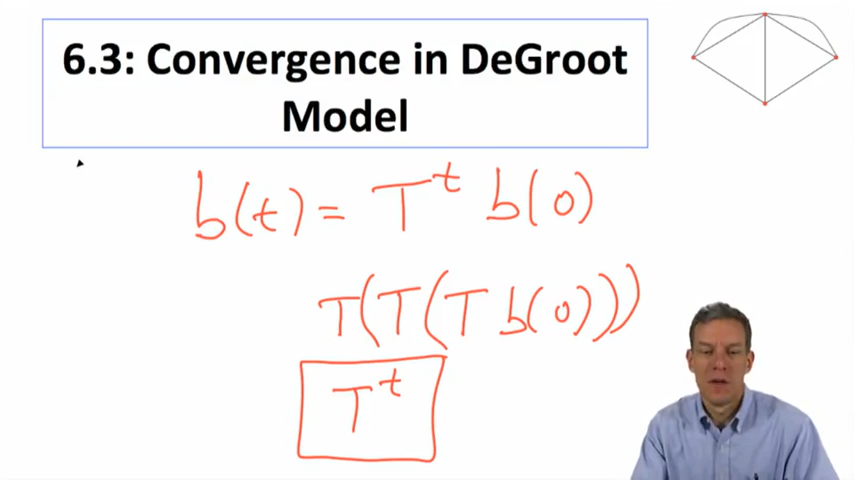 6.3: Convergence in DeGroot
Model
b(t) = T^t b(0)
T(T(T b(0)))
T^t